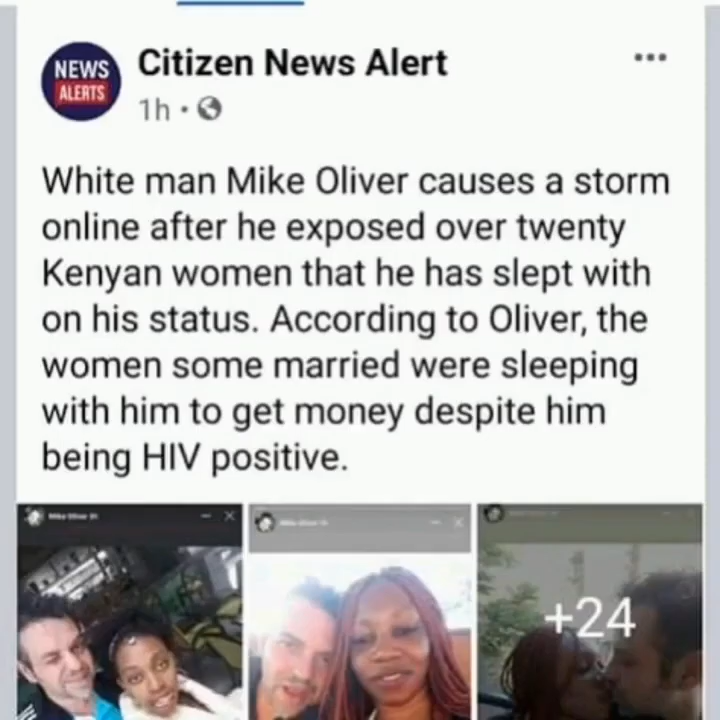 NEWS
ALERTS
Citizen News Alert
1h
White man Mike Oliver causes a storm
online after he exposed over twenty
Kenyan women that he has slept with
on his status. According to Oliver, the
women some married were sleeping
with him to get money despite him
being HIV positive.
+24